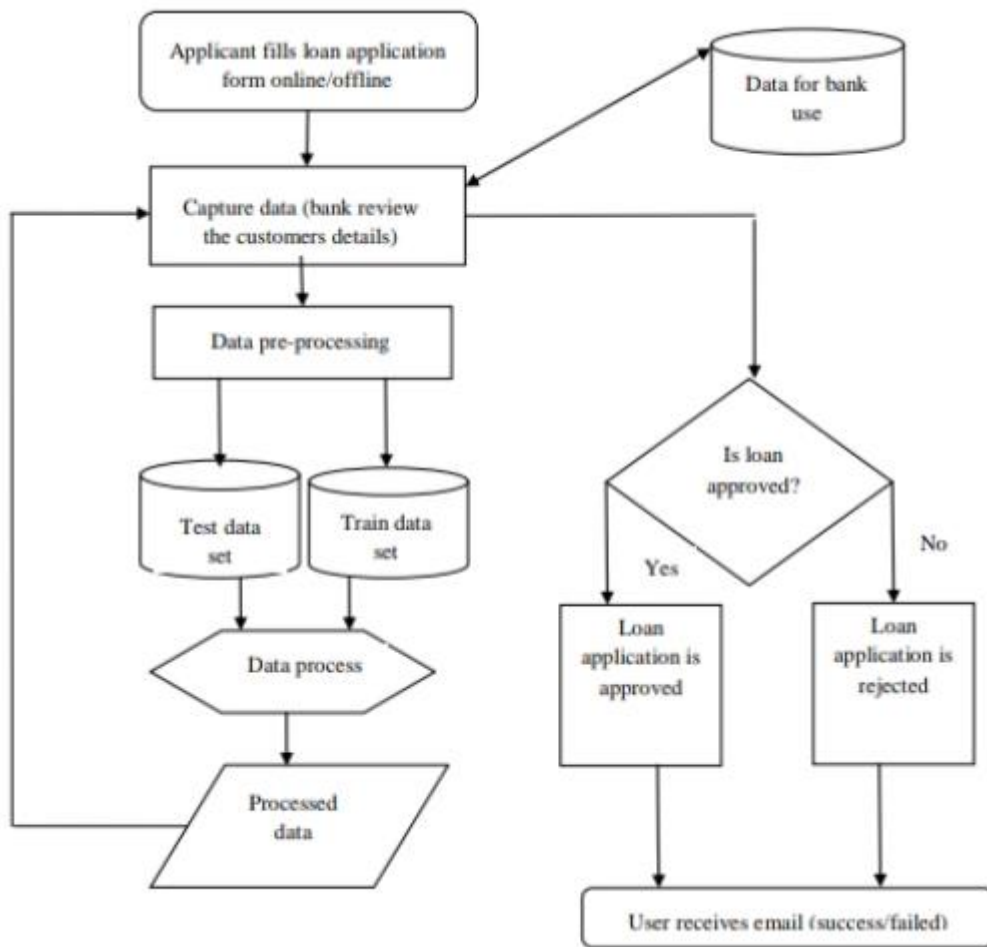 Applicant fills loan application
form online/offline
Data for bank
use
Capture data (bank review
the customers details)
Data pre-processing
Test data
set
Train data
set
Data process
Processed
data
Is loan
approved?
Yes
No
Loan
application is
approved
Loan
application is
rejected
User receives email (success/failed)